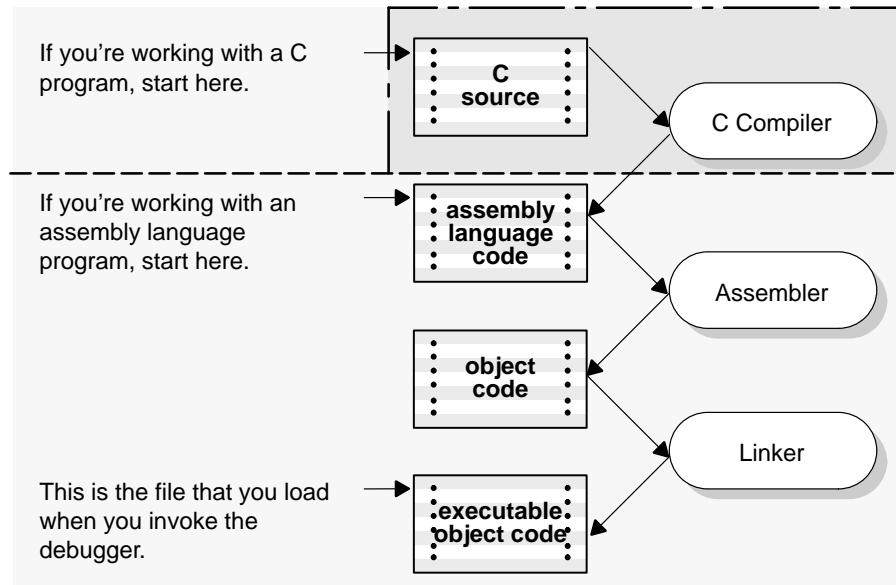 If you’re working with a C
program, start here.
C
source
C Compiler
If you’re working with an
assembly language
program, start here.
assembly
language
code
Assembler
object
code
Linker
This is the file that you load
when you invoke the
debugger.
executable
object code